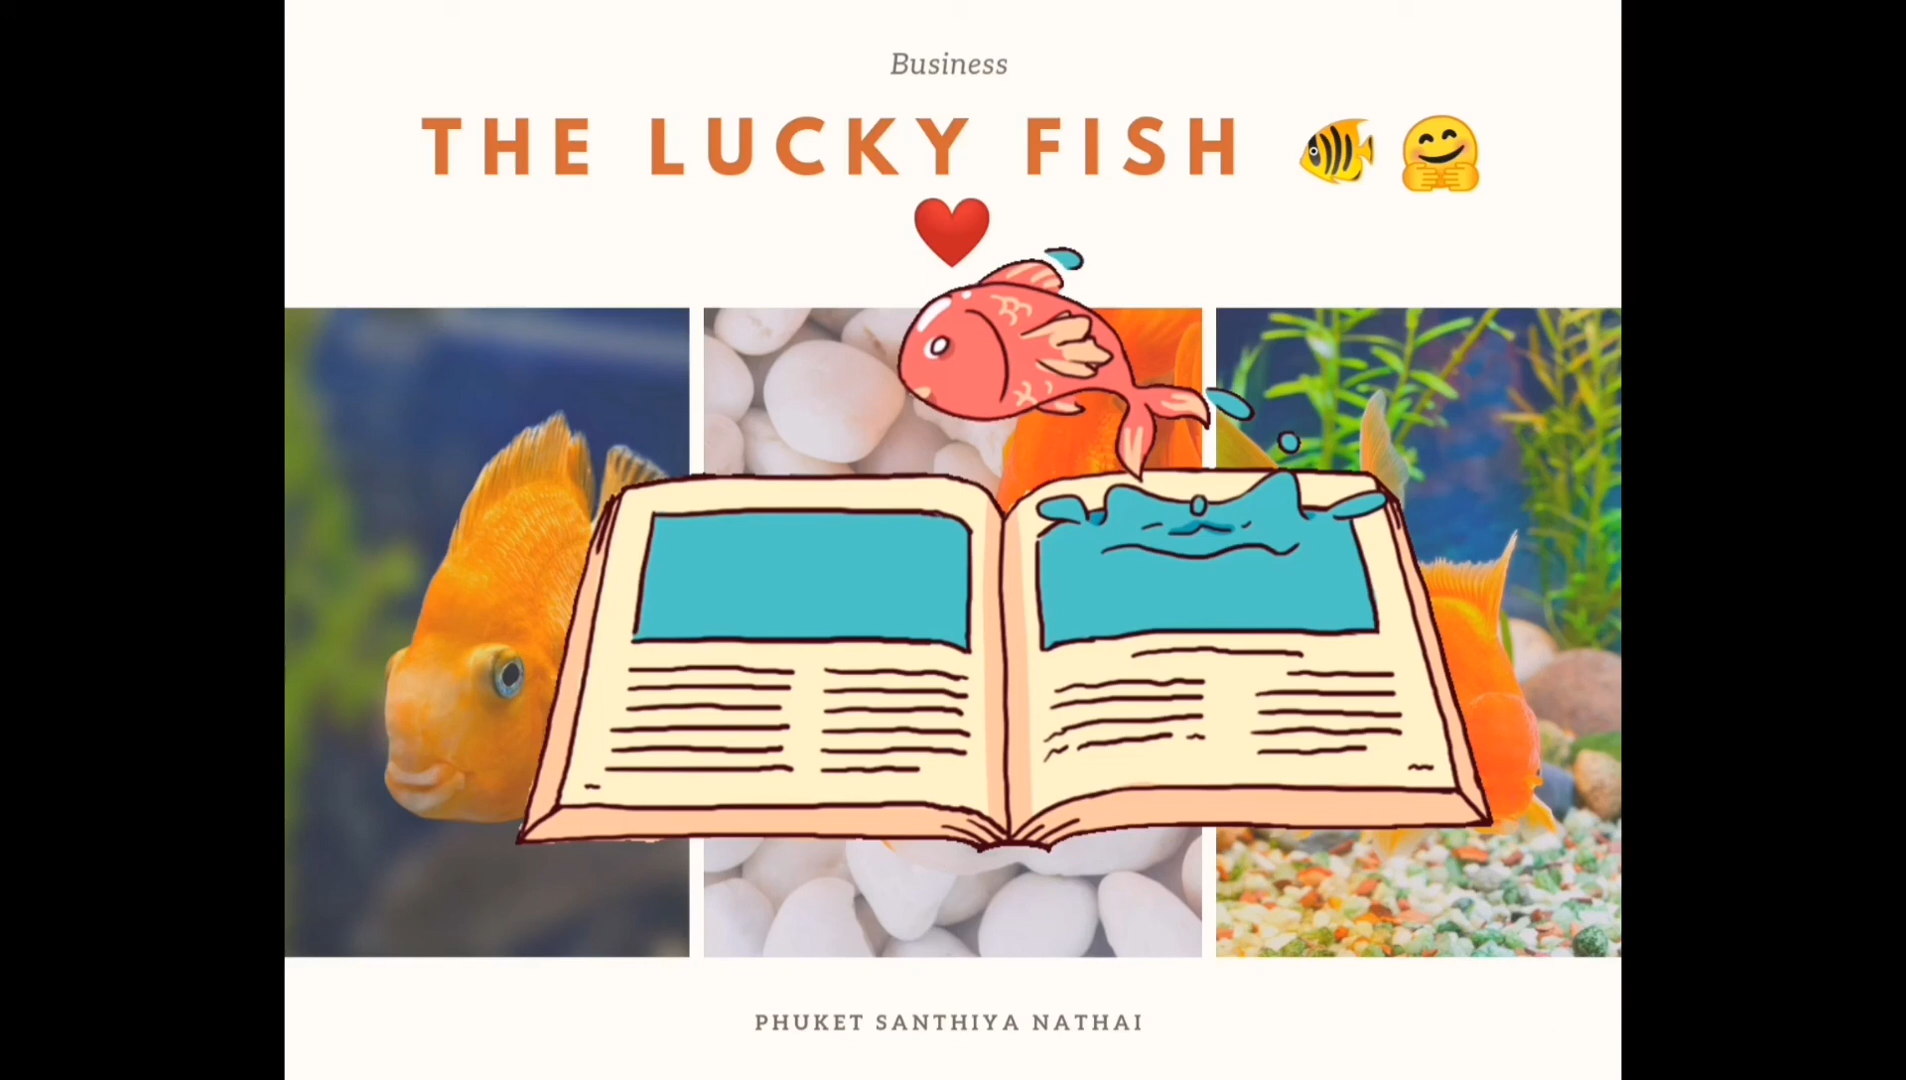 Business
THE LUCKY FISH 🐠 🤗
❤️
PHUKET SANTHIYA NATHAI